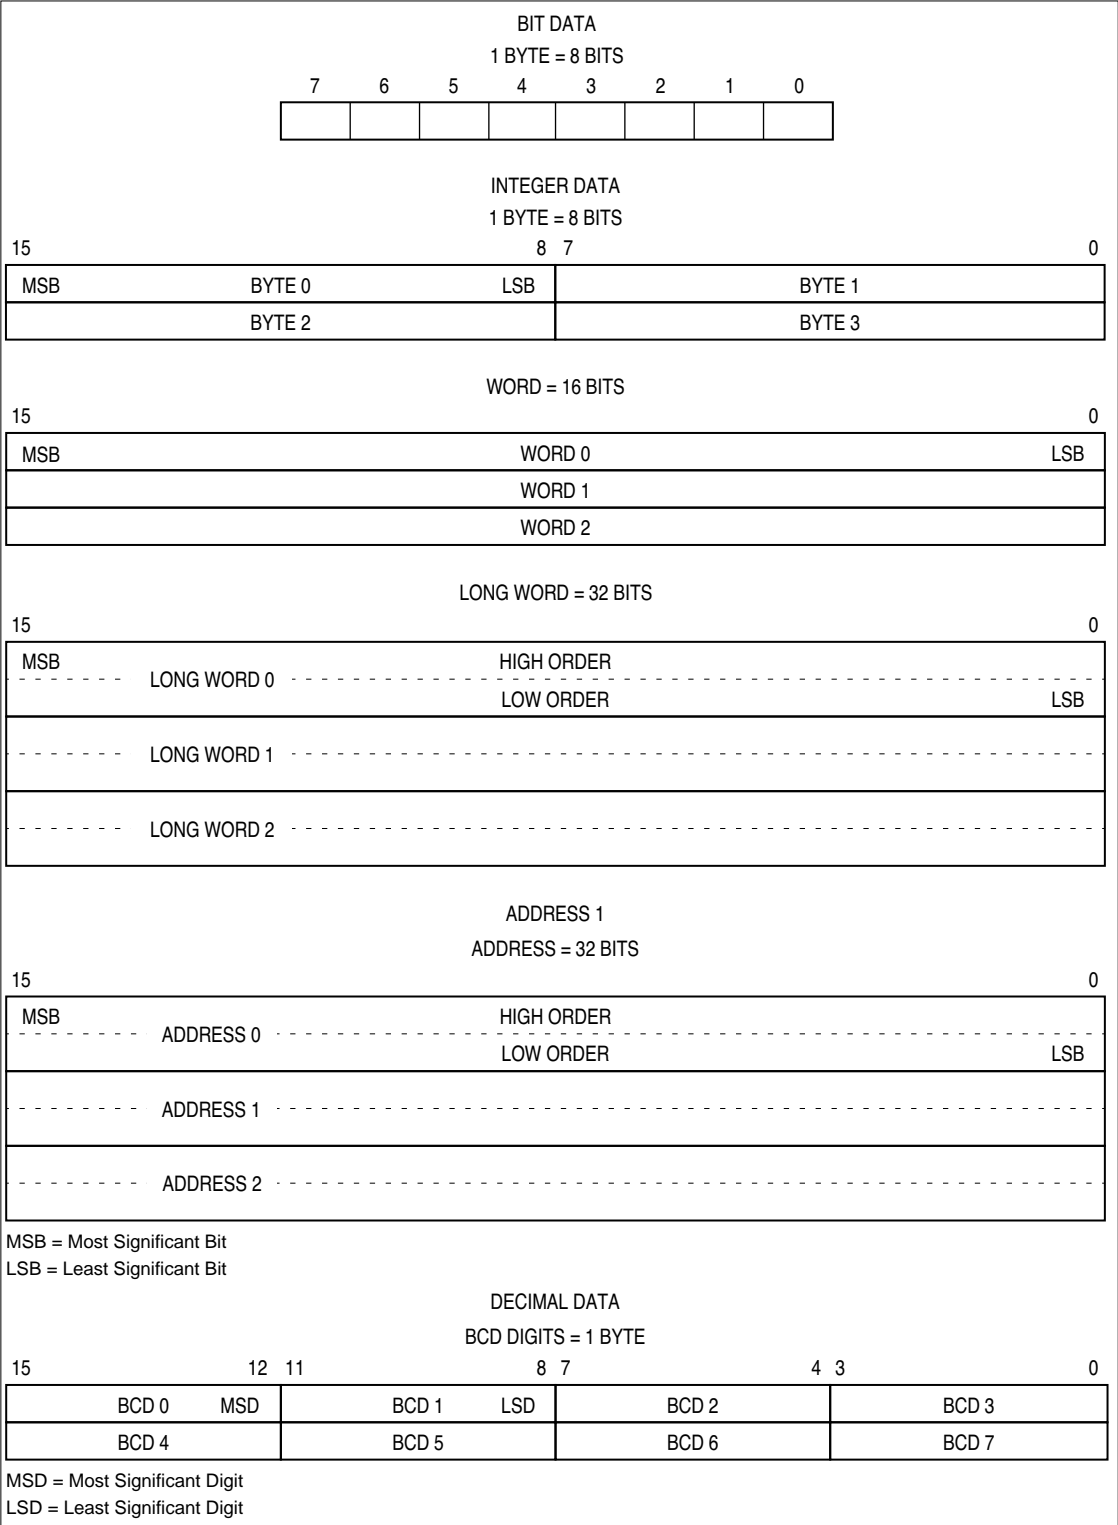 BIT DATA
1 BYTE = 8 BITS
7 6 5 4 3 2 1 0
INTEGER DATA
1 BYTE = 8 BITS
15 8 7 0
MSB BYTE 0 LSB BYTE 1
BYTE 2 BYTE 3
WORD = 16 BITS
15 0
MSB WORD 0 LSB
WORD 1
WORD 2
LONG WORD = 32 BITS
15 0
MSB HIGH ORDER
LONG WORD 0
LOW ORDER LSB
LONG WORD 1
LONG WORD 2
ADDRESS 1
ADDRESS = 32 BITS
15 0
MSB HIGH ORDER
ADDRESS 0
LOW ORDER LSB
ADDRESS 1
ADDRESS 2
MSB = Most Significant Bit
LSB = Least Significant Bit
DECIMAL DATA
BCD DIGITS = 1 BYTE
15 12 11 8 7 4 3 0
BCD 0 MSD BCD 1 LSD BCD 2 BCD 3
BCD 4 BCD 5 BCD 6 BCD 7
MSD = Most Significant Digit
LSD = Least Significant Digit